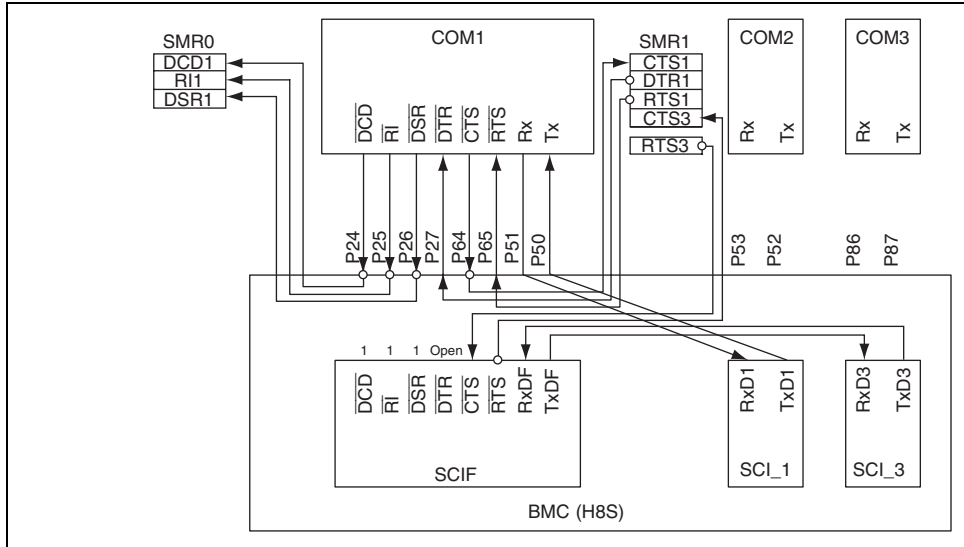 SMR0
DCD1
RI1
DSR1
COM1
DCD
RI
DSR
DTR
CTS
RTS
Rx
Tx
SMR1
CTS1
DTR1
RTS1
CTS3
RTS3
COM2
Rx
Tx
COM3
Rx
Tx
P24
P25
P26
P27
P64
P65
P51
P50
P53
P52
P86
P87
1 1 1 Open
DCD
RI
DSR
DTR
CTS
RTS
RxDF
TxDF
SCIF
RxD1
TxD1
SCI_1
RxD3
TxD3
SCI_3
BMC (H8S)